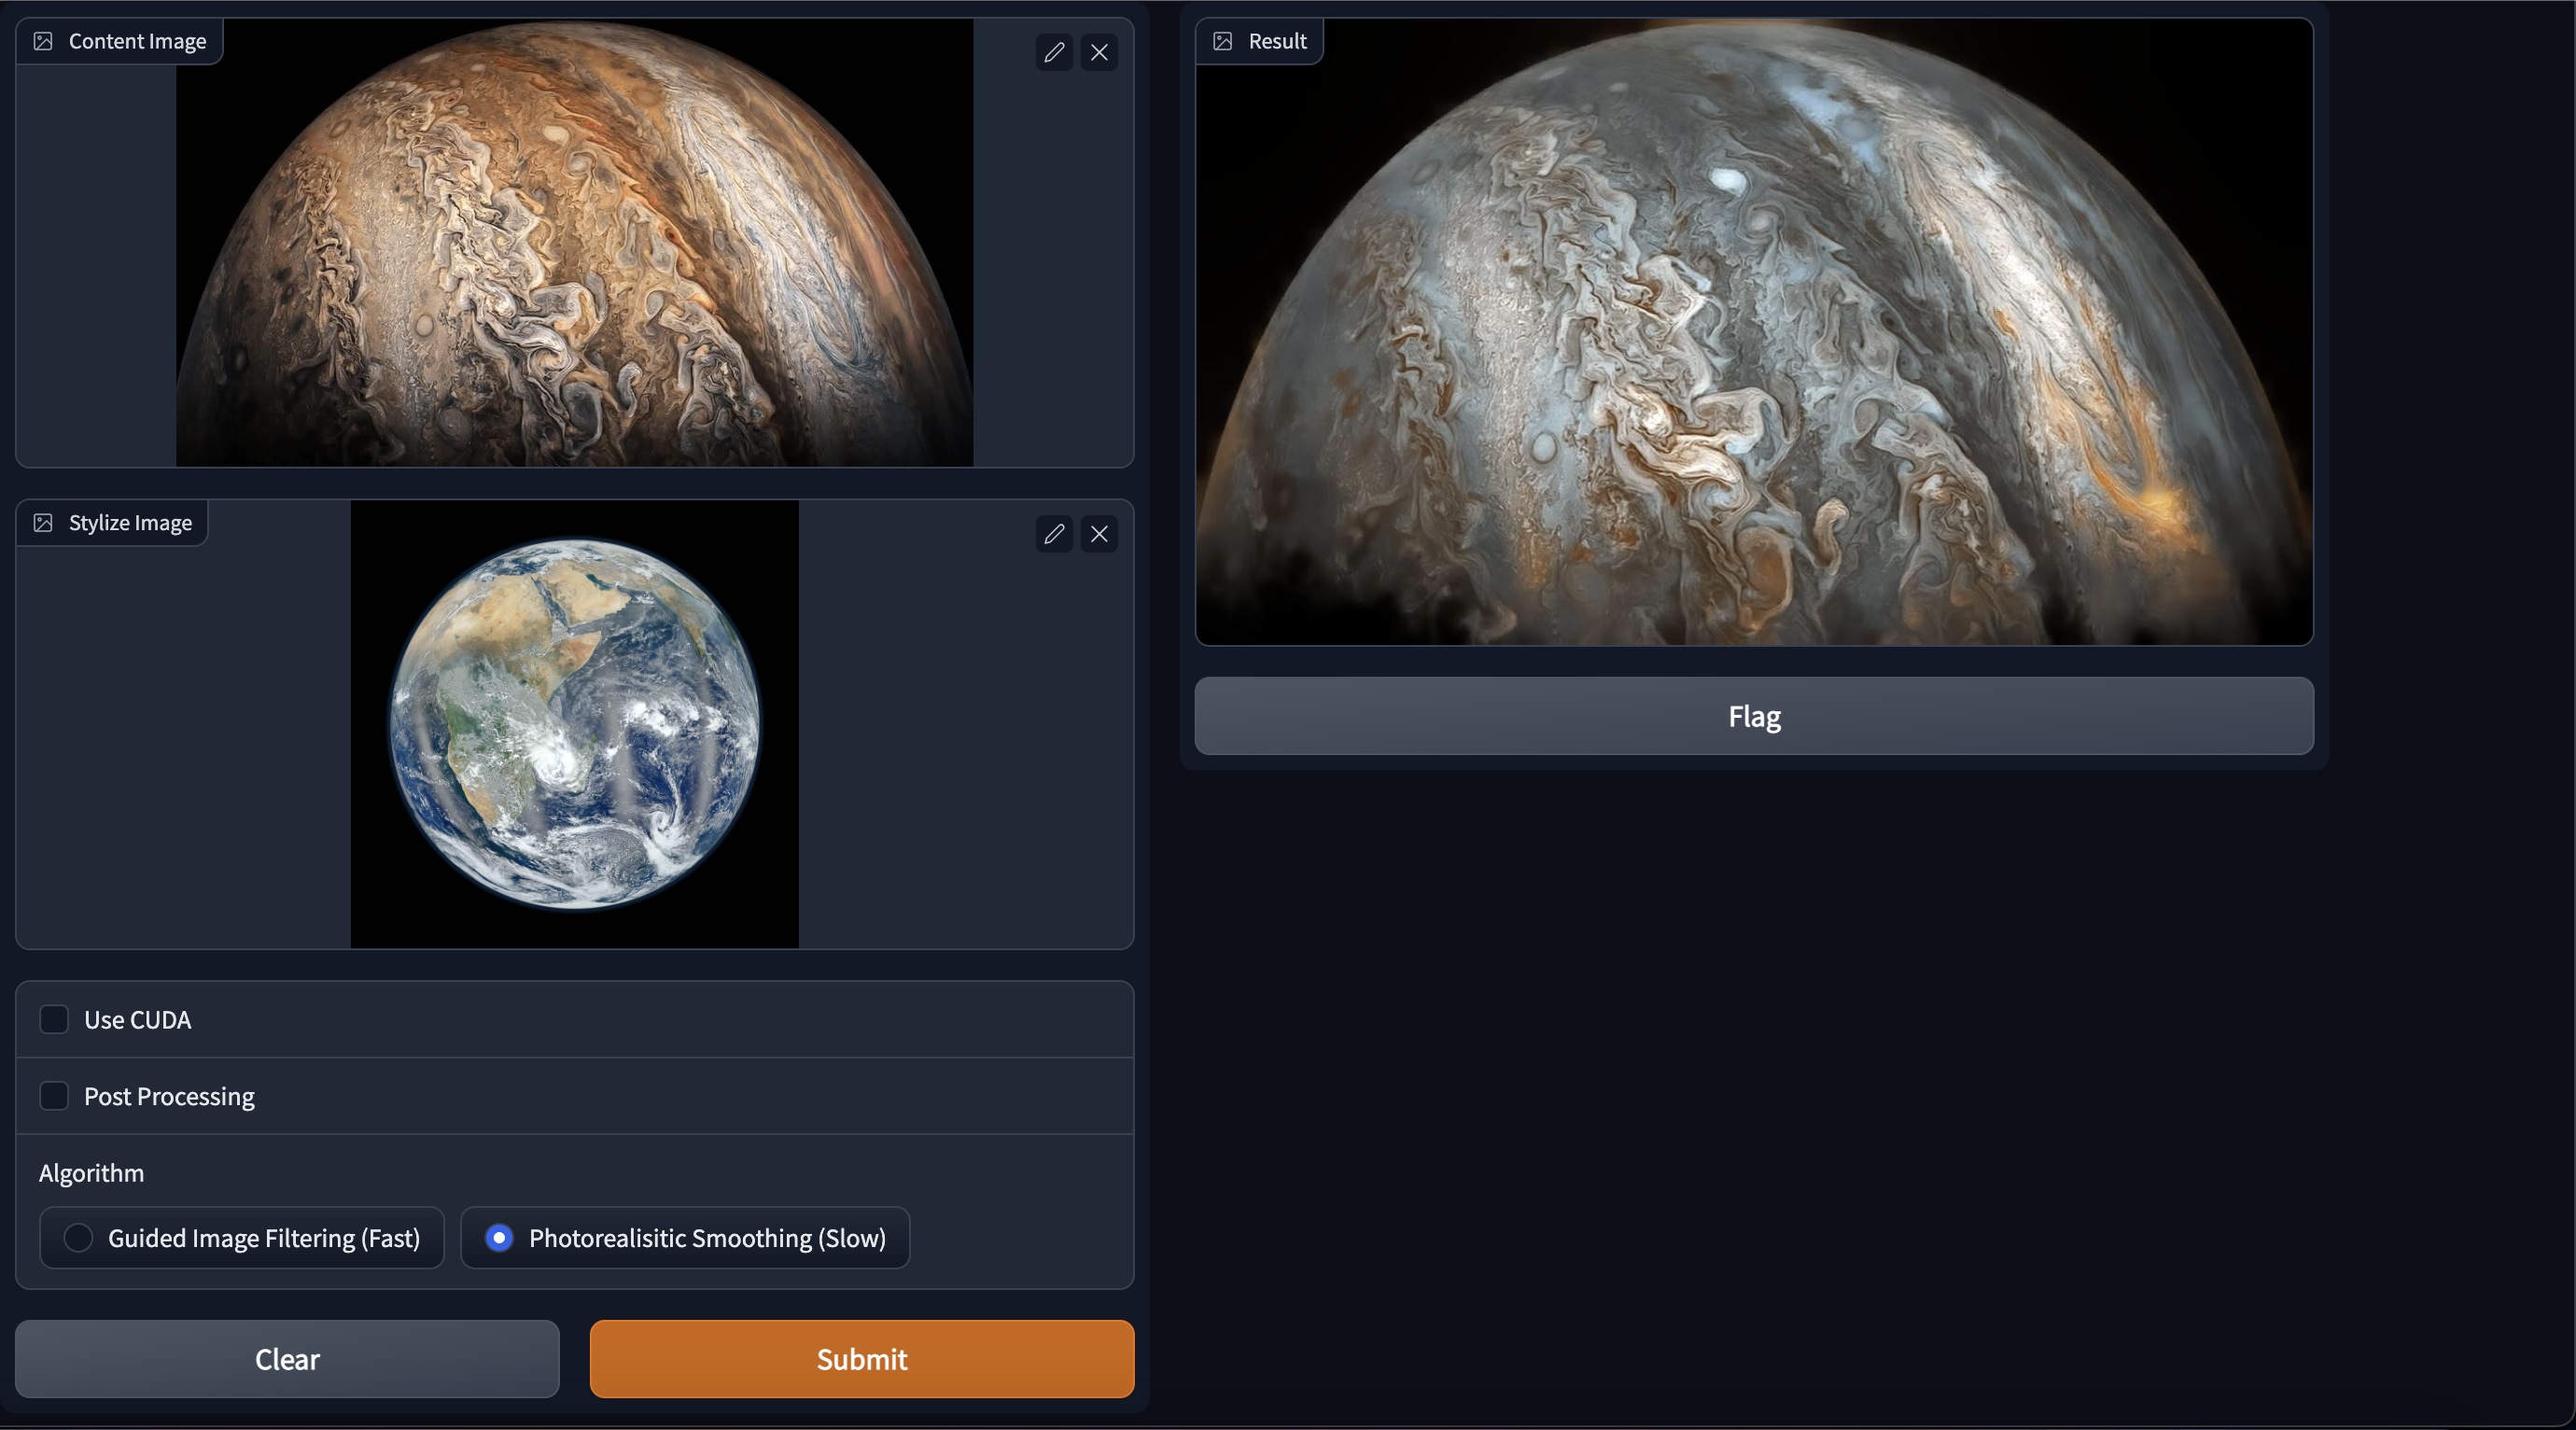 Content Image
Result
Stylize Image
Flag
Use CUDA
Post Processing
Algorithm
Guided Image Filtering (Fast)
Photorealisitic Smoothing (Slow)
Clear
Submit